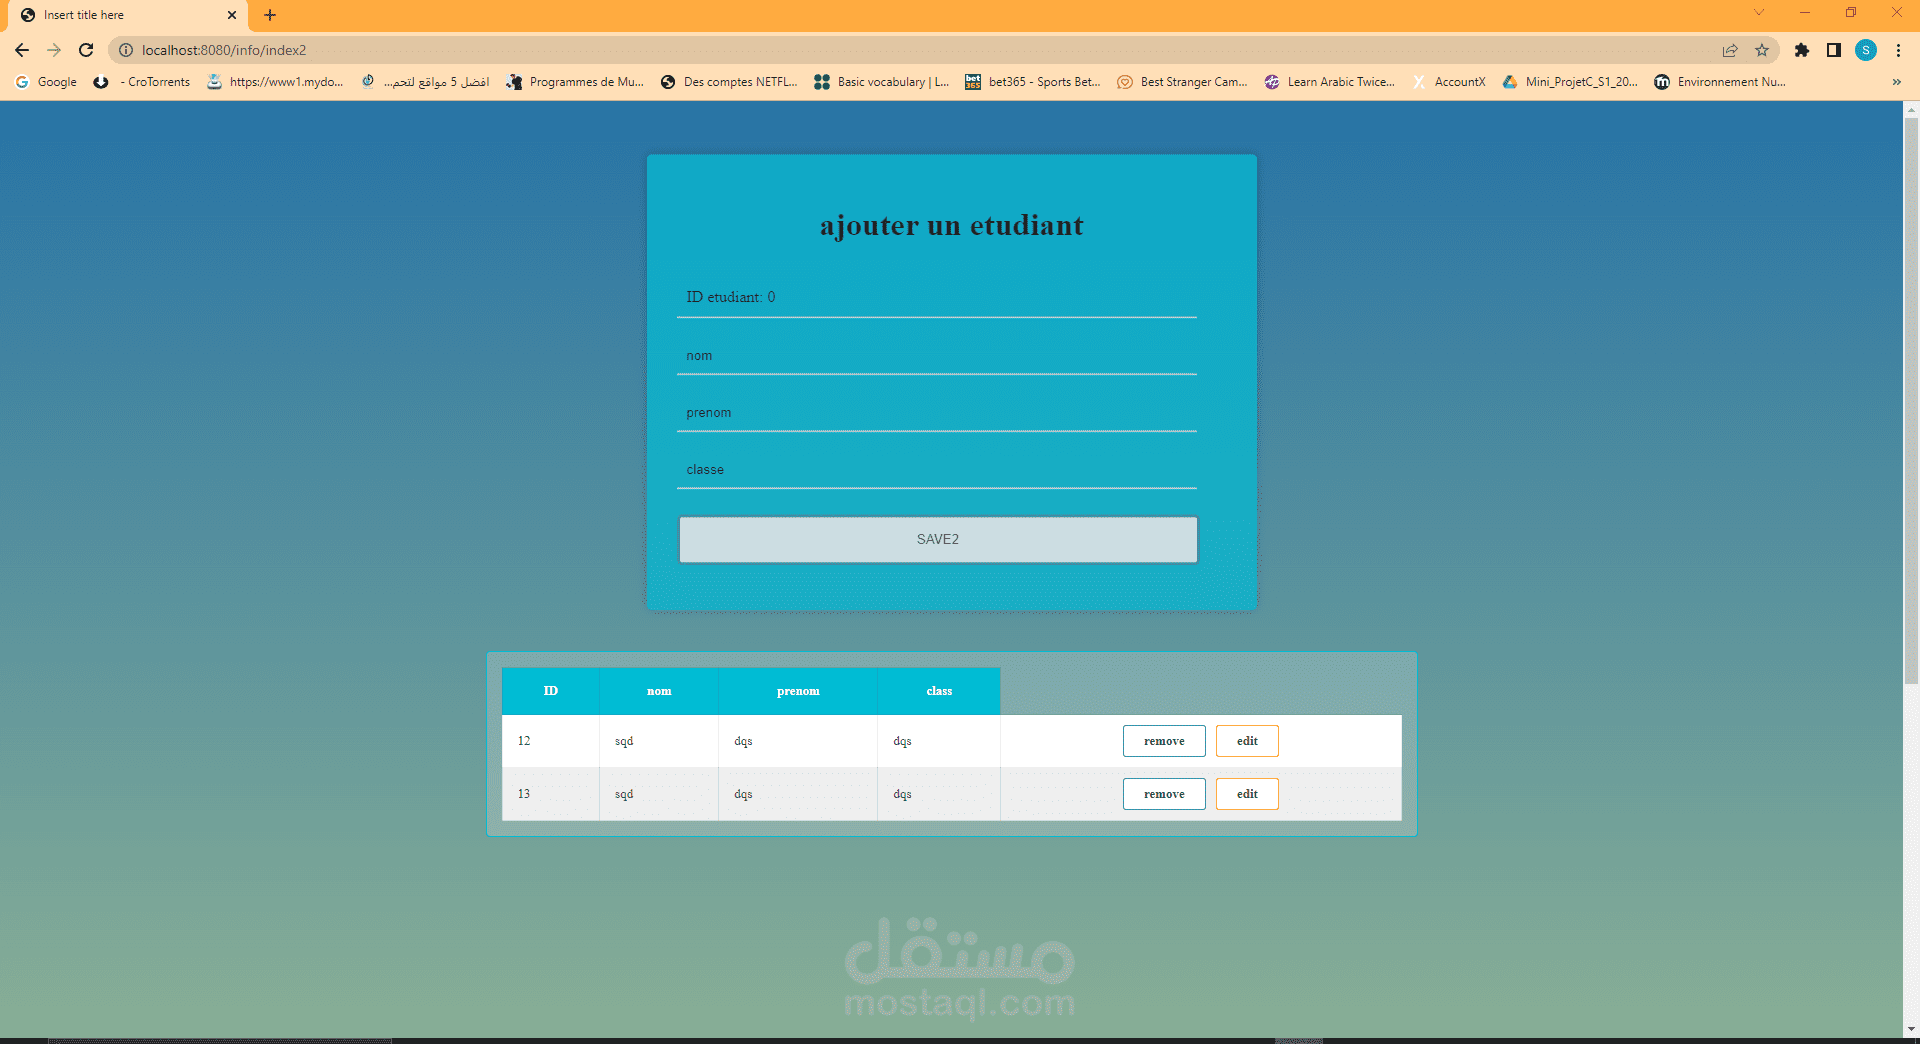 Insert title here
localhost:8080/info/index2
S
Google
- CroTorrents
https://www1.mydo...
افضل 5 مواقع لتحم...
Programmes de Mu...
Des comptes NETFL...
Basic vocabulary | L...
bet365
bet365 - Sports Bet...
Best Stranger Cam...
Learn Arabic Twice...
AccountX
Mini_ProjetC_S1_20...
Environnement Nu...
ajouter un etudiant
ID etudiant: 0
nom
prenom
classe
SAVE2
ID nom prenom class
12 sqd dqs dqs remove edit
13 sqd dqs dqs remove edit
مستقل
mostaql.com